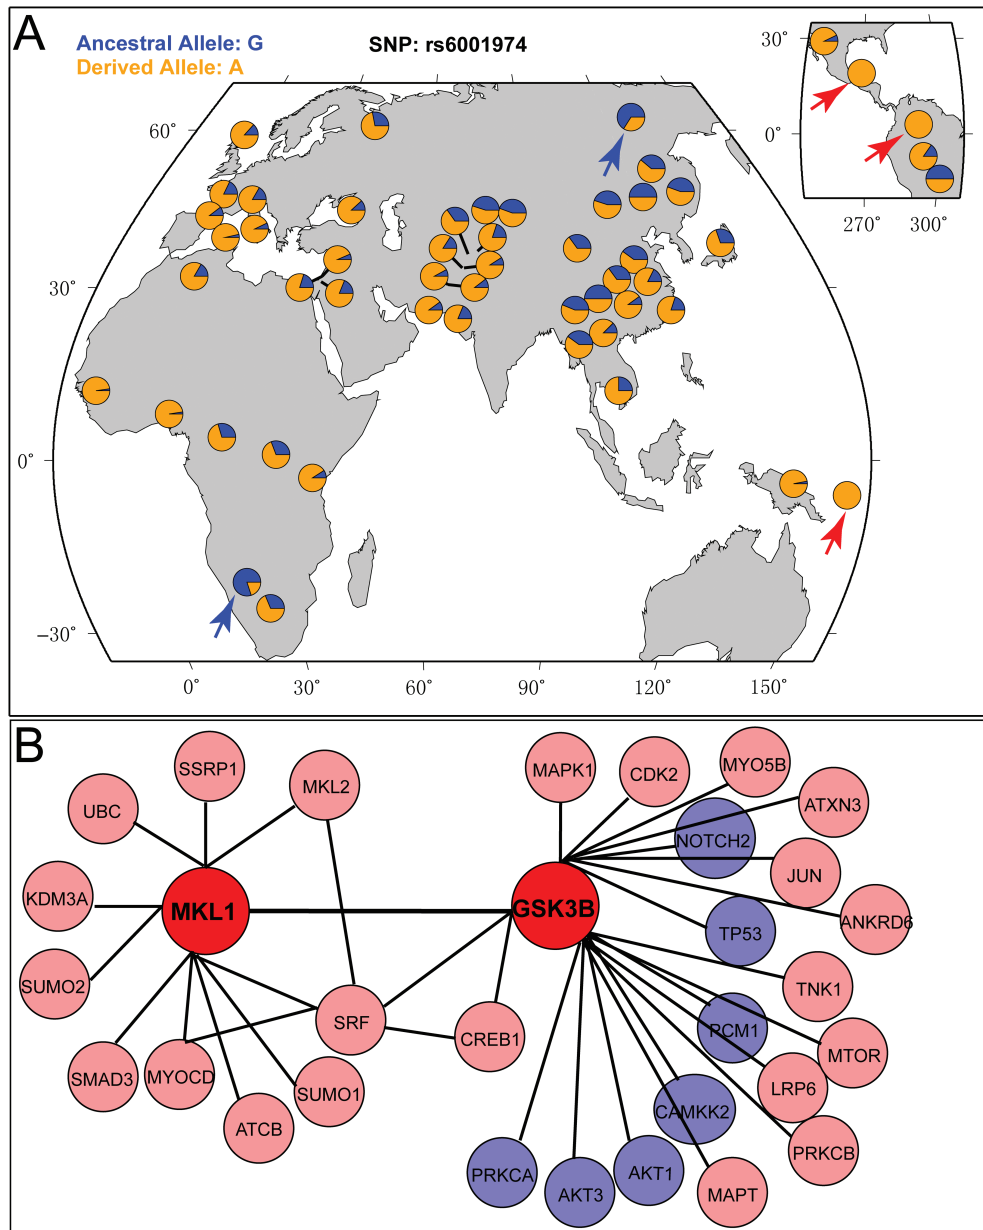 A
Ancestral Allele: G
Derived Allele: A
SNP: rs6001974
30°
0°
270°
300°
60°
30°
0°
−30°
0°
30°
60°
90°
120°
150°
B
SSRP1
MKL2
UBC
KDM3A
MKL1
SUMO2
SMAD3
MYOCD
ATCB
SUMO1
SRF
CREB1
GSK3B
MAPK1
CDK2
MYO5B
ATXN3
NOTCH2
JUN
ANKRD6
TP53
TNK1
PCM1
MTOR
LRP6
CAMKK2
PRKCB
PRKCA
AKT3
AKT1
MAPT